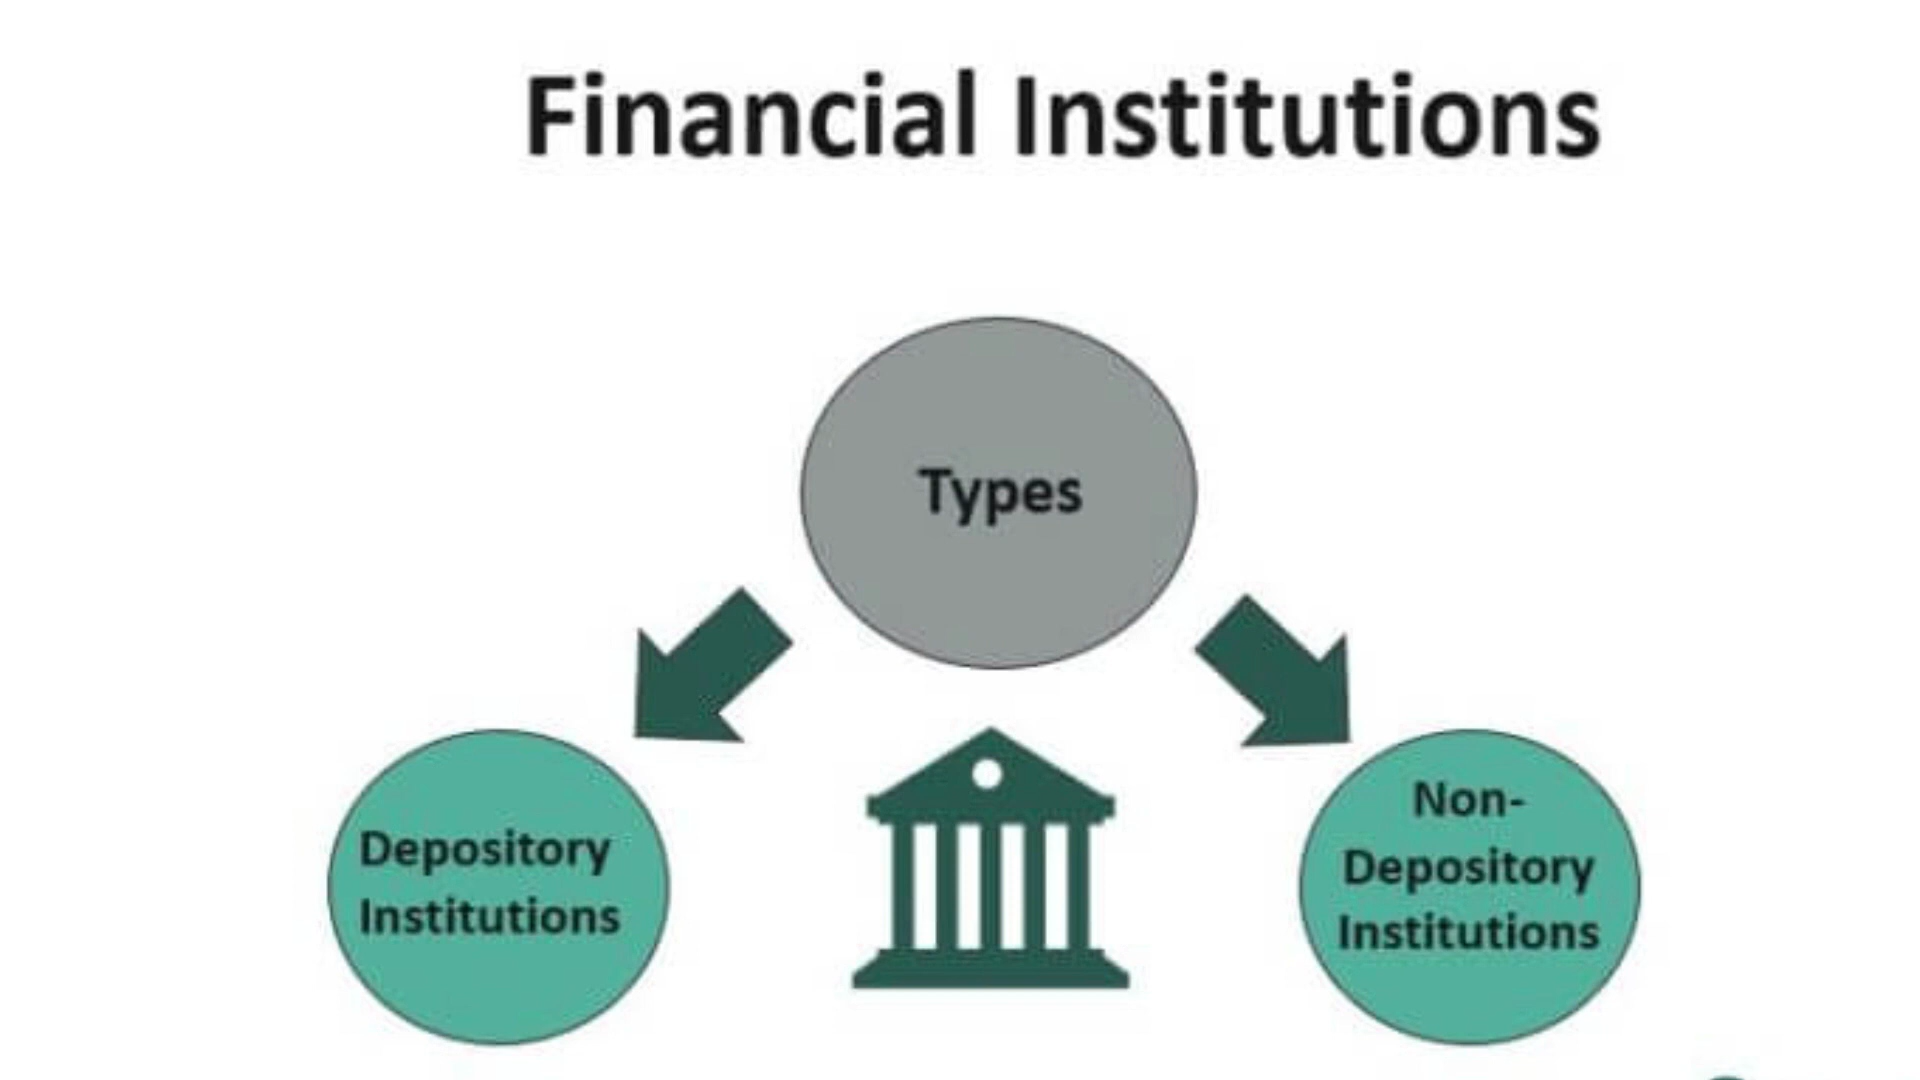 Financial Institutions
Types
Depository
Institutions
Non-
Depository
Institutions